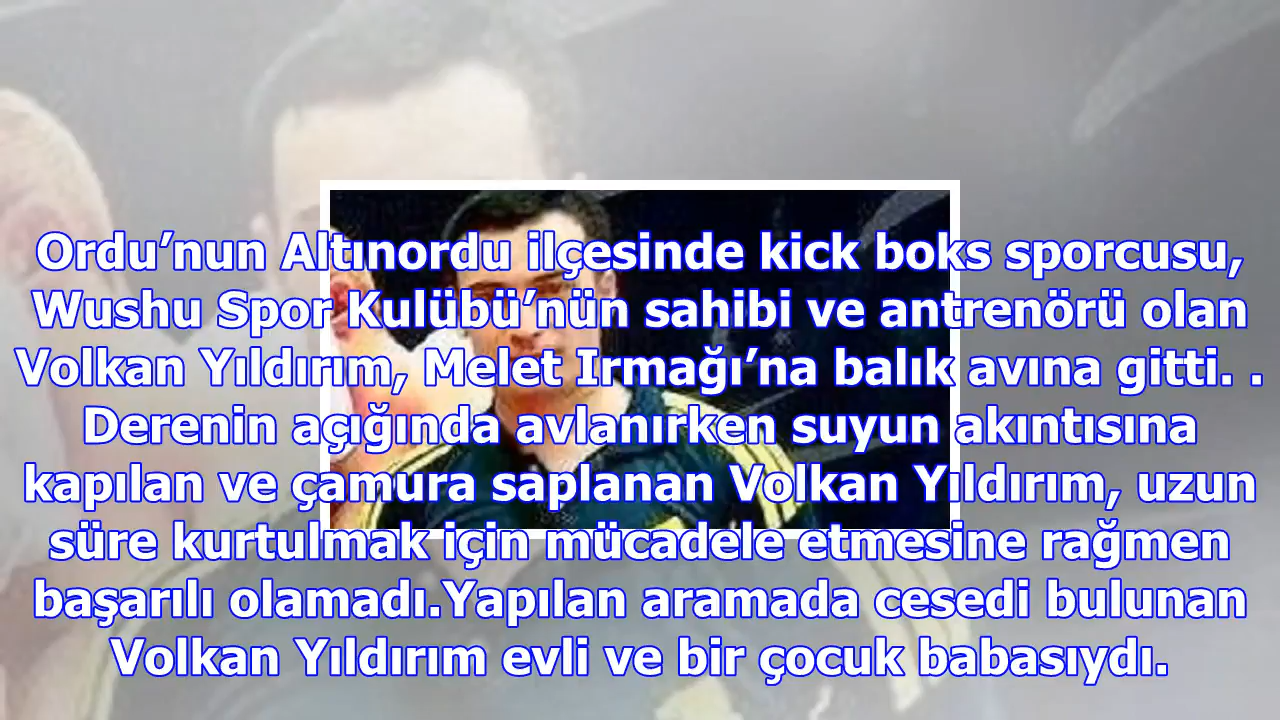 Ordu’nun Altınordu ilçesinde kick boks sporcusu,
Wushu Spor Kulübü’nün sahibi ve antrenörü olan
Volkan Yıldırım, Melet Irmağı’na balık avına gitti. .
Derenin açığında avlanırken suyun akıntısına
kapılan ve çamura saplanan Volkan Yıldırım, uzun
süre kurtulmak için mücadele etmesine rağmen
başarılı olamadı.Yapılan aramada cesedi bulunan
Volkan Yıldırım evli ve bir çocuk babasıydı.